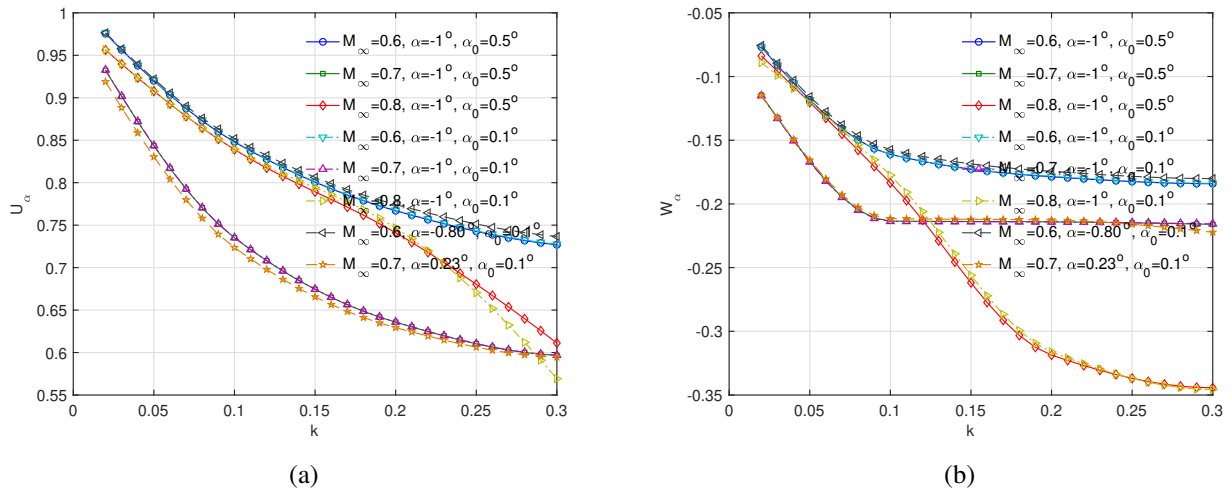 1
0.95
0.9
0.85
0.8
0.75
0.7
0.65
0.6
0.55
U_α
0
0.05
0.1
0.15
0.2
0.25
0.3
k
M_∞=0.6, α=-1°, α_0=0.5°
M_∞=0.7, α=-1°, α_0=0.5°
M_∞=0.8, α=-1°, α_0=0.5°
M_∞=0.6, α=-1°, α_0=0.1°
M_∞=0.7, α=-1°, α_0=0.1°
M_∞=0.8, α=-1°, α_0=0.1°
M_∞=0.6, α=-0.80°, α_0=0.1°
M_∞=0.7, α=0.23°, α_0=0.1°
(a)
-0.05
-0.1
-0.15
-0.2
-0.25
-0.3
-0.35
W_α
0
0.05
0.1
0.15
0.2
0.25
0.3
k
M_∞=0.6, α=-1°, α_0=0.5°
M_∞=0.7, α=-1°, α_0=0.5°
M_∞=0.8, α=-1°, α_0=0.5°
M_∞=0.6, α=-1°, α_0=0.1°
M_∞=0.7, α=-1°, α_0=0.1°
M_∞=0.8, α=-1°, α_0=0.1°
M_∞=0.6, α=-0.80°, α_0=0.1°
M_∞=0.7, α=0.23°, α_0=0.1°
(b)